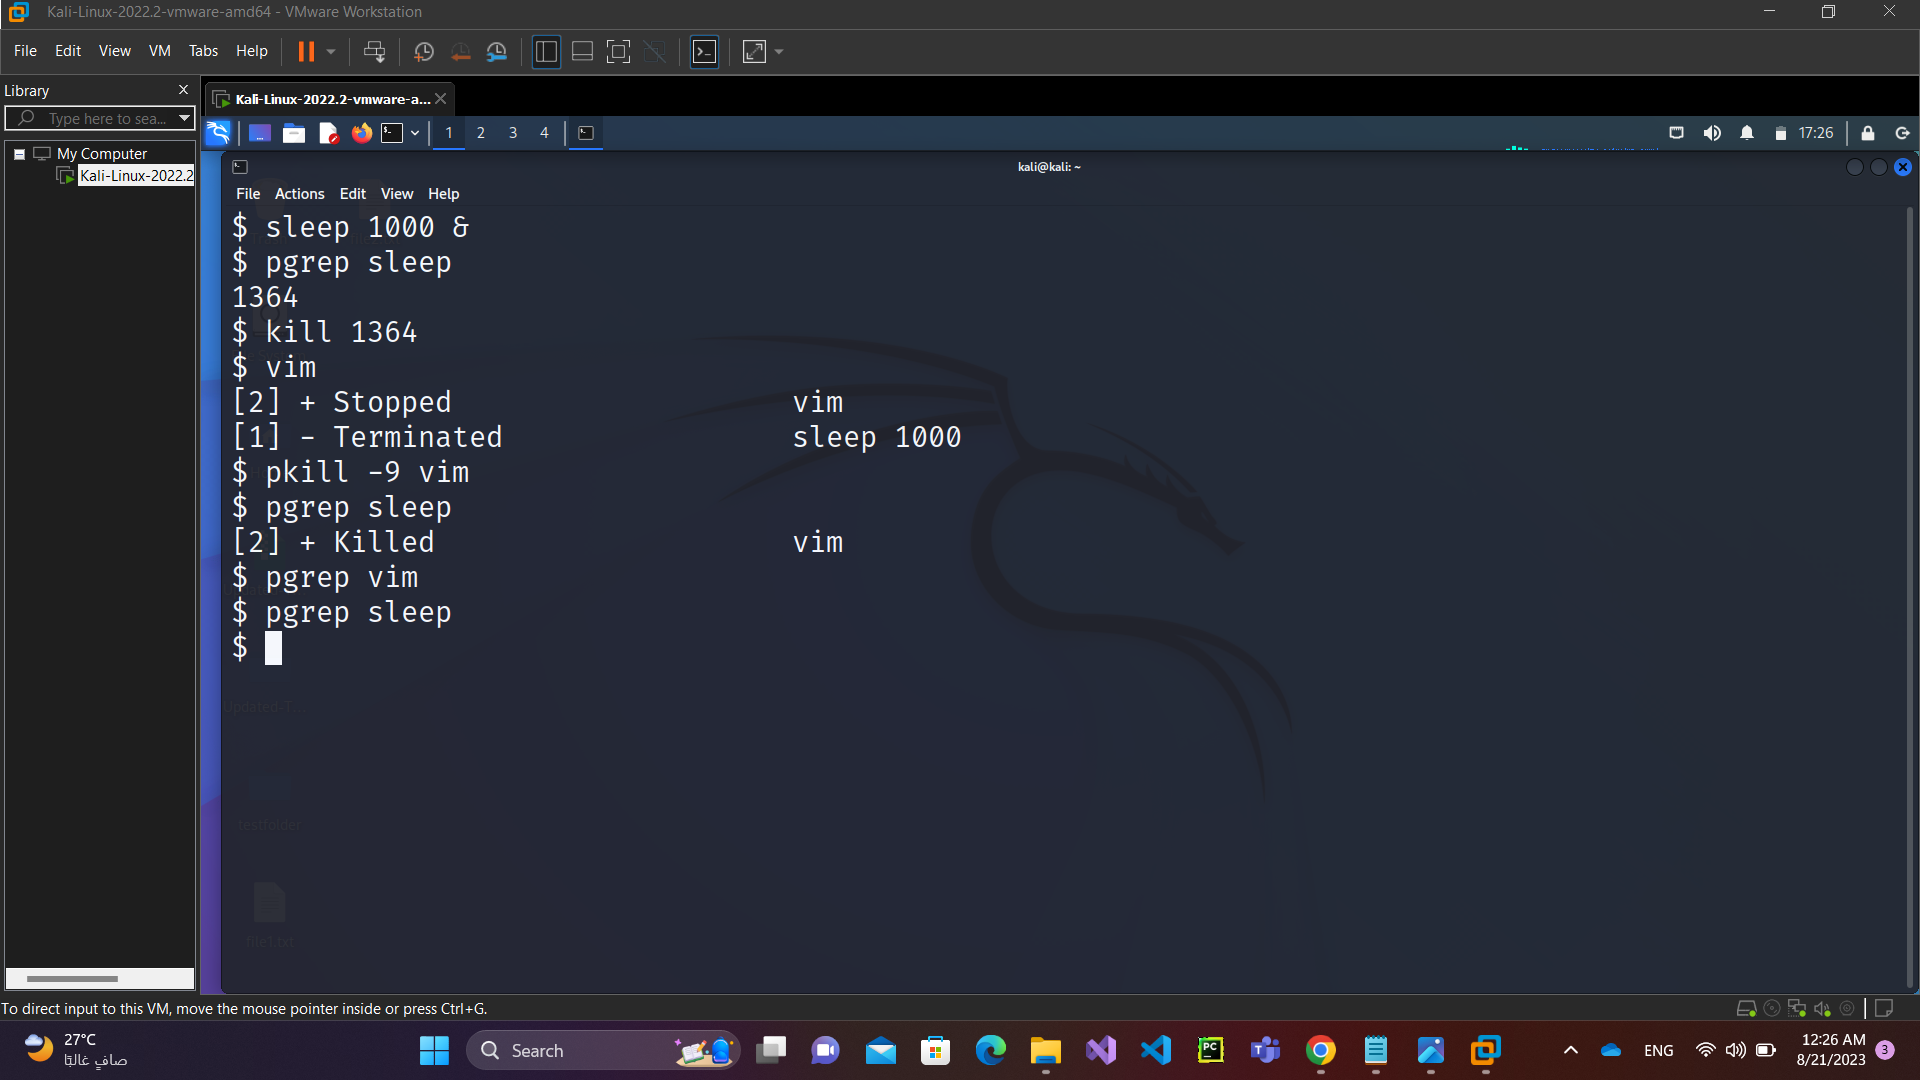 Kali-Linux-2022.2-vmware-amd64 - VMware Workstation
File Edit View VM Tabs Help
Library
Type here to sea...
My Computer
Kali-Linux-2022.2
Kali-Linux-2022.2-vmware-a...
1 2 3 4
17:26
kali@kali: ~
File Actions Edit View Help
$ sleep 1000 &
$ pgrep sleep
1364
$ kill 1364
$ vim
[2] + Stopped vim
[1] - Terminated sleep 1000
$ pkill -9 vim
$ pgrep sleep
[2] + Killed vim
$ pgrep vim
$ pgrep sleep
$
Updated-T...
testfolder
file1.txt
To direct input to this VM, move the mouse pointer inside or press Ctrl+G.
27°C
صافٍ غالبًا
Search
ENG
12:26 AM
8/21/2023
3